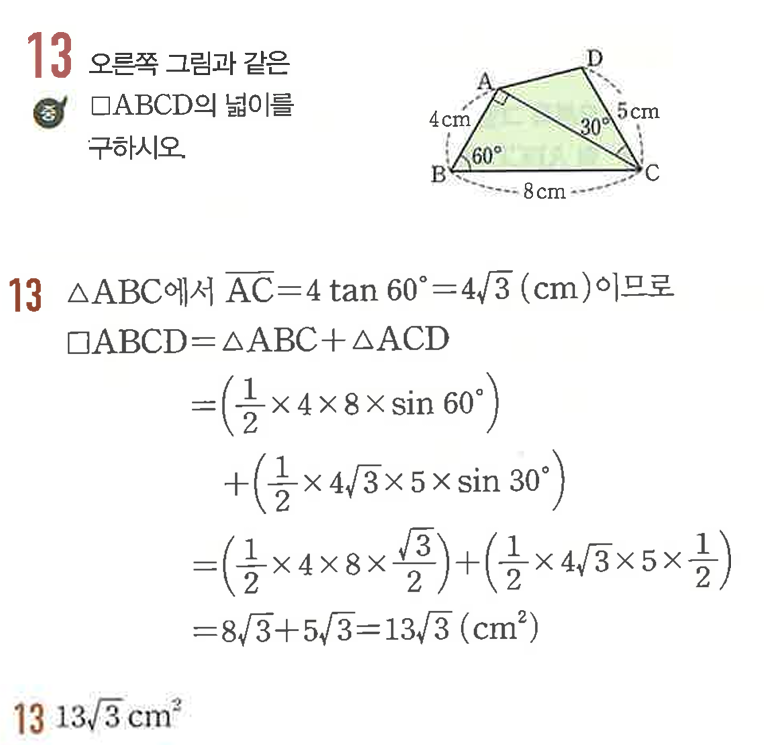 13 오른쪽 그림과 같은
중 □ABCD의 넓이를
구하시오.
D
A
4cm
5cm
30°
60°
B
C
8cm
13 △ABC에서 \overline{AC}=4 tan 60°=4√3 (cm)이므로
□ABCD=△ABC+△ACD
=(1/2×4×8×sin 60°)
+(1/2×4√3×5×sin 30°)
=(1/2×4×8×√3/2)+(1/2×4√3×5×1/2)
=8√3+5√3=13√3 (cm²)
13 13√3 cm²